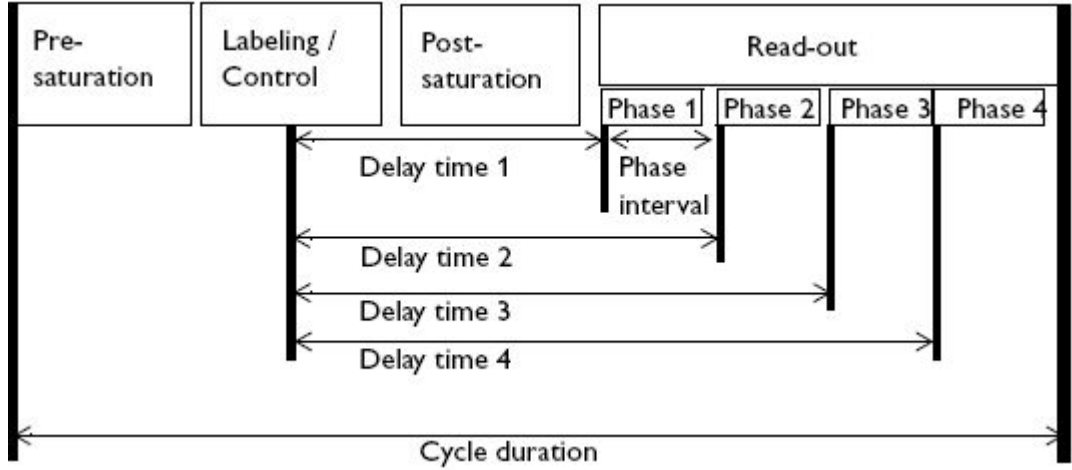 Pre-
saturation
Labeling /
Control
Post-
saturation
Read-out
Phase 1
Phase 2
Phase 3
Phase 4
Delay time 1
Phase
interval
Delay time 2
Delay time 3
Delay time 4
Cycle duration